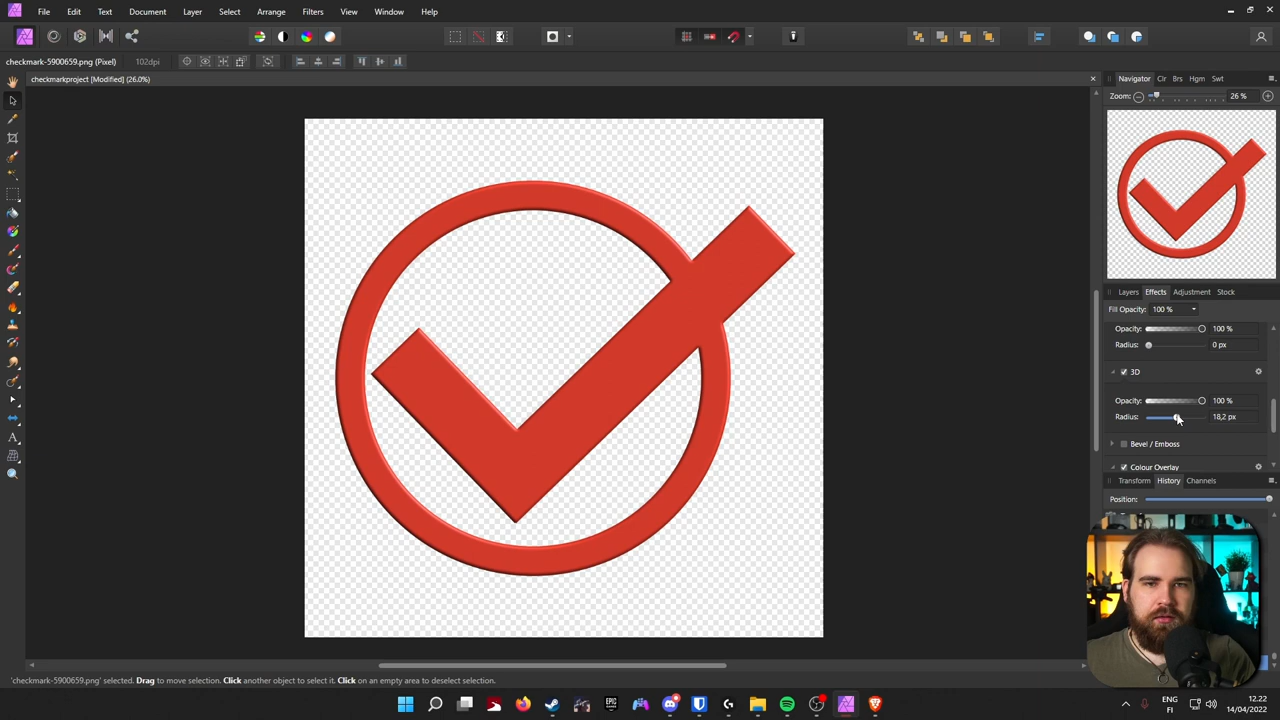 File Edit Text Document Layer Select Arrange Filters View Window Help
checkmark-5900659.png (Pixel) 102dpi
checkmarkproject [Modified] (26.0%)
Navigator Clr Brs Hgm Swt
Zoom: 26 %
Layers Effects Adjustment Stock
Fill Opacity: 100 %
Opacity: 100 %
Radius: 0 px
3D
Opacity: 100 %
Radius: 18,2 px
Bevel / Emboss
Colour Overlay
Transform History Channels
Position:
'checkmark-5900659.png' selected. Drag to move selection. Click another object to select it. Click on an empty area to deselect selection.
EPIC
ENG
FI
12.22
14/04/2022